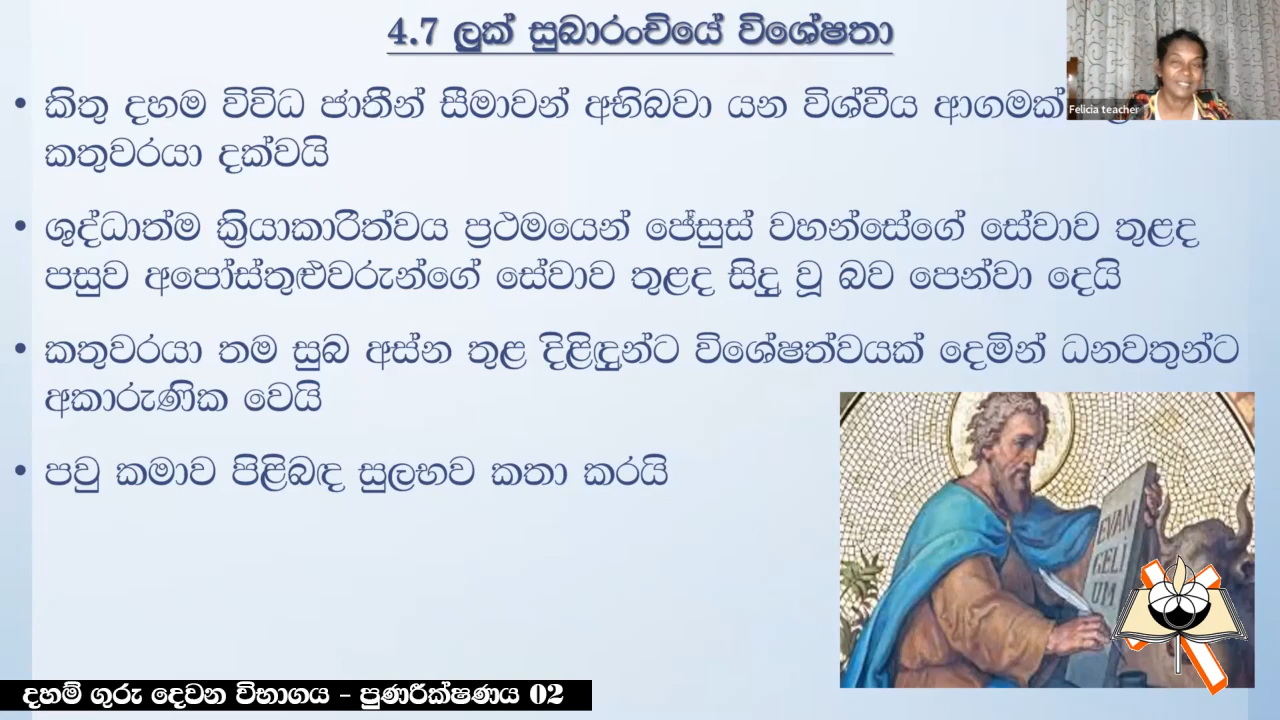 4.7 ලුක් සුබාරංචියේ විශේෂතා
• කිතු දහම විවිධ ජාතීන් සීමාවන් අභිබවා යන විශ්වීය ආගමක්
කතුවරයා දක්වයි
• ශුද්ධාත්ම ක්‍රියාකාරීත්වය ප්‍රථමයෙන් ජේසුස් වහන්සේගේ සේවාව තුළද
පසුව අපෝස්තුළුවරුන්ගේ සේවාව තුළද සිදු වූ බව පෙන්වා දෙයි
• කතුවරයා තම සුබ අස්න තුළ දිළිඳුන්ට විශේෂත්වයක් දෙමින් ධනවතුන්ට
අකාරුණික වෙයි
• පවු කමාව පිළිබඳ සුලභව කතා කරයි
Felicia teacher
EVAN
GELI
UM
දහම් ගුරු දෙවන විභාගය - පුණරීක්ෂණය 02